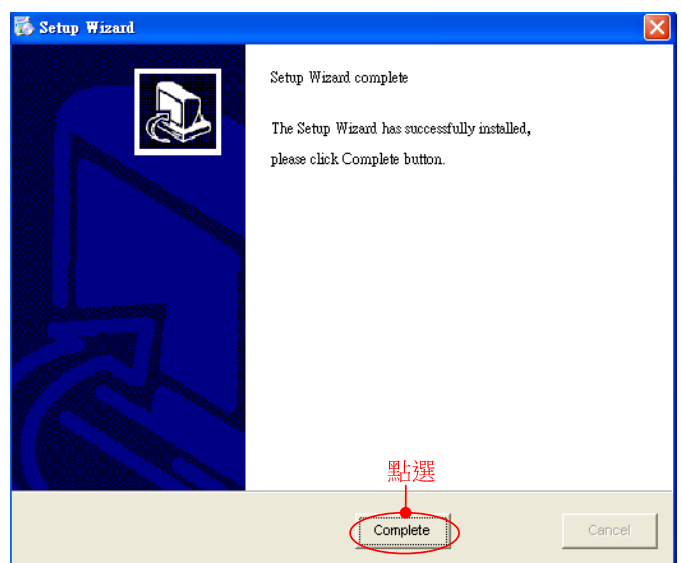 Setup Wizard
Setup Wizard complete
The Setup Wizard has successfully installed,
please click Complete button.
點選
Complete
Cancel